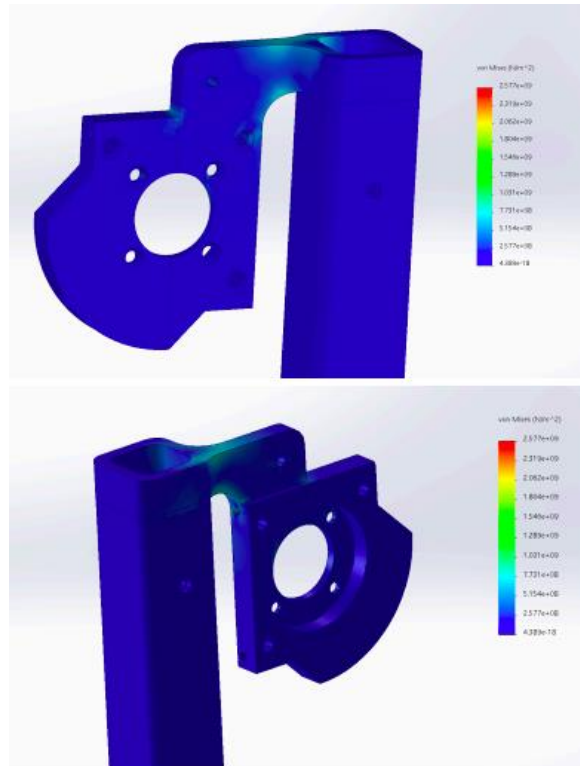 von Mises (N/m^2)
2.577e+09
2.319e+09
2.062e+09
1.804e+09
1.546e+09
1.289e+09
1.031e+09
7.731e+08
5.154e+08
2.577e+08
4.389e-18
von Mises (N/m^2)
2.577e+09
2.319e+09
2.062e+09
1.804e+09
1.546e+09
1.289e+09
1.031e+09
7.731e+08
5.154e+08
2.577e+08
4.389e-18